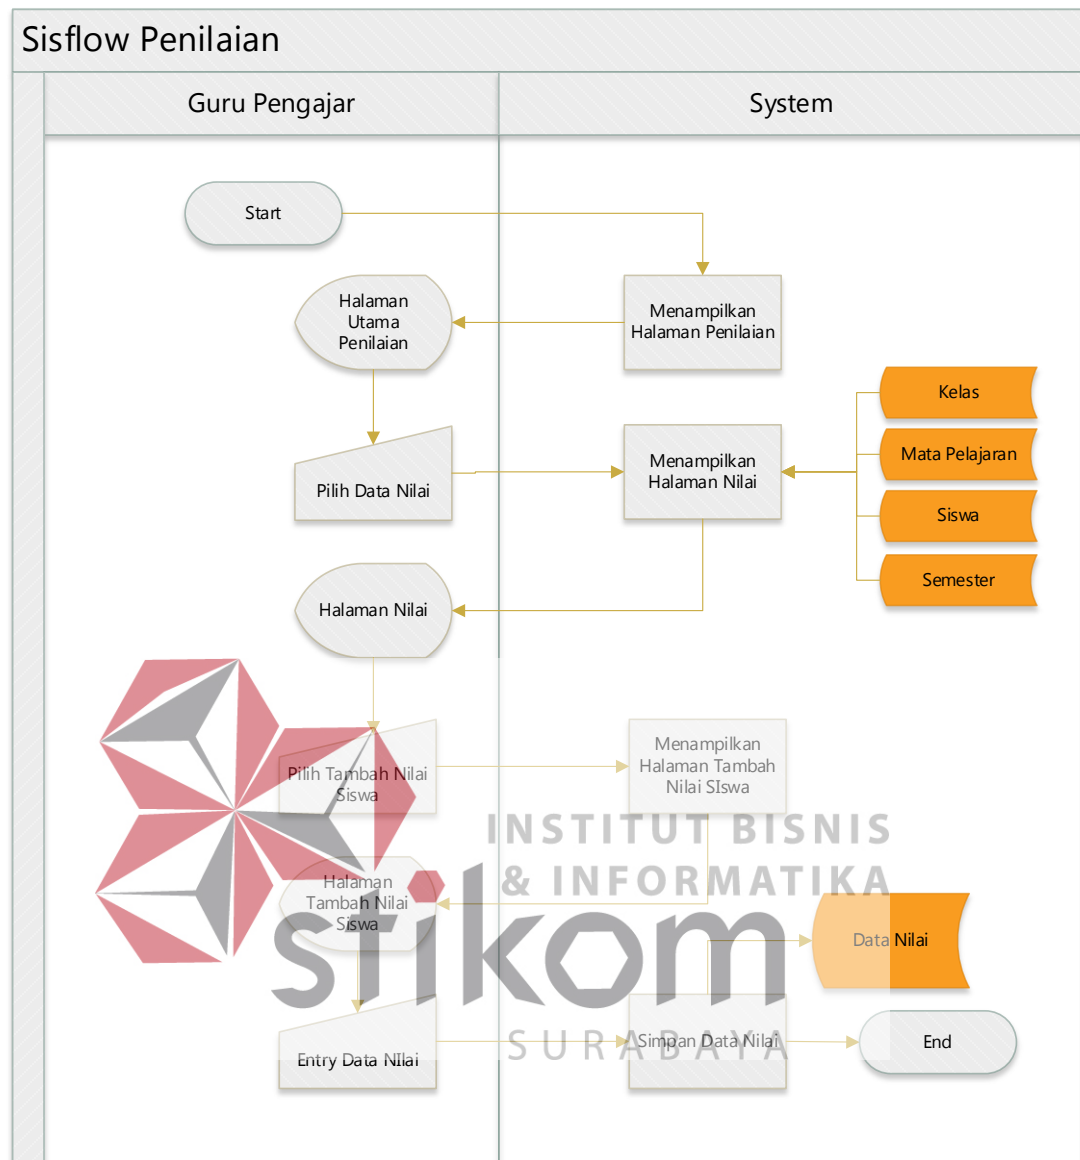 Sisflow Penilaian
Guru Pengajar
System
Start
Halaman
Utama
Penilaian
Menampilkan
Halaman Penilaian
Kelas
Mata Pelajaran
Siswa
Semester
Pilih Data Nilai
Menampilkan
Halaman Nilai
Halaman Nilai
Pilih Tambah Nilai
Siswa
Menampilkan
Halaman Tambah
Nilai SIswa
INSTITUT BISNIS
& INFORMATIKA
Halaman
Tambah Nilai
Siswa
stikom
SURABAYA
Data Nilai
Entry Data NIlai
Simpan Data Nilai
End